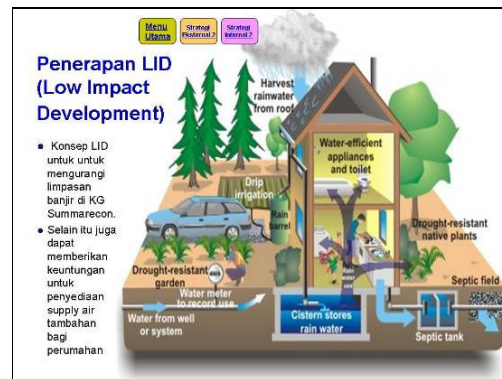 Menu
Utama
Strategi
Eksternal 2
Strategi
Internal 2
Penerapan LID
(Low Impact
Development)
Konsep LID
untuk untuk
mengurangi
limpasan
banjir di KG
Summarecon.
Selain itu juga
dapat
memberikan
keuntungan
untuk
penyediaan
supply air
tambahan
bagi
perumahan
Harvest
rainwater
from roof
Water-efficient
appliances
and toilet
Drip
irrigation
Rain
barrel
Drought-resistant
native plants
Drought-resistant
garden
Water meter
to record use
Water from well
or system
Cistern stores
rain water
Septic field
Septic tank